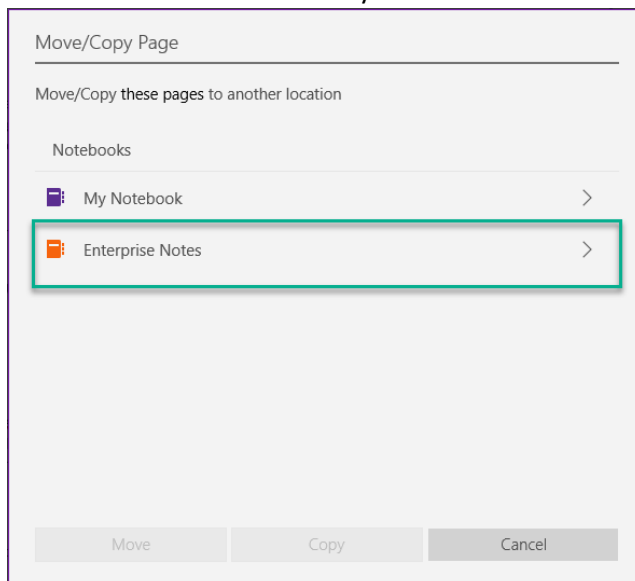 Move/Copy Page
Move/Copy these pages to another location
Notebooks
My Notebook
Enterprise Notes
Move Copy Cancel